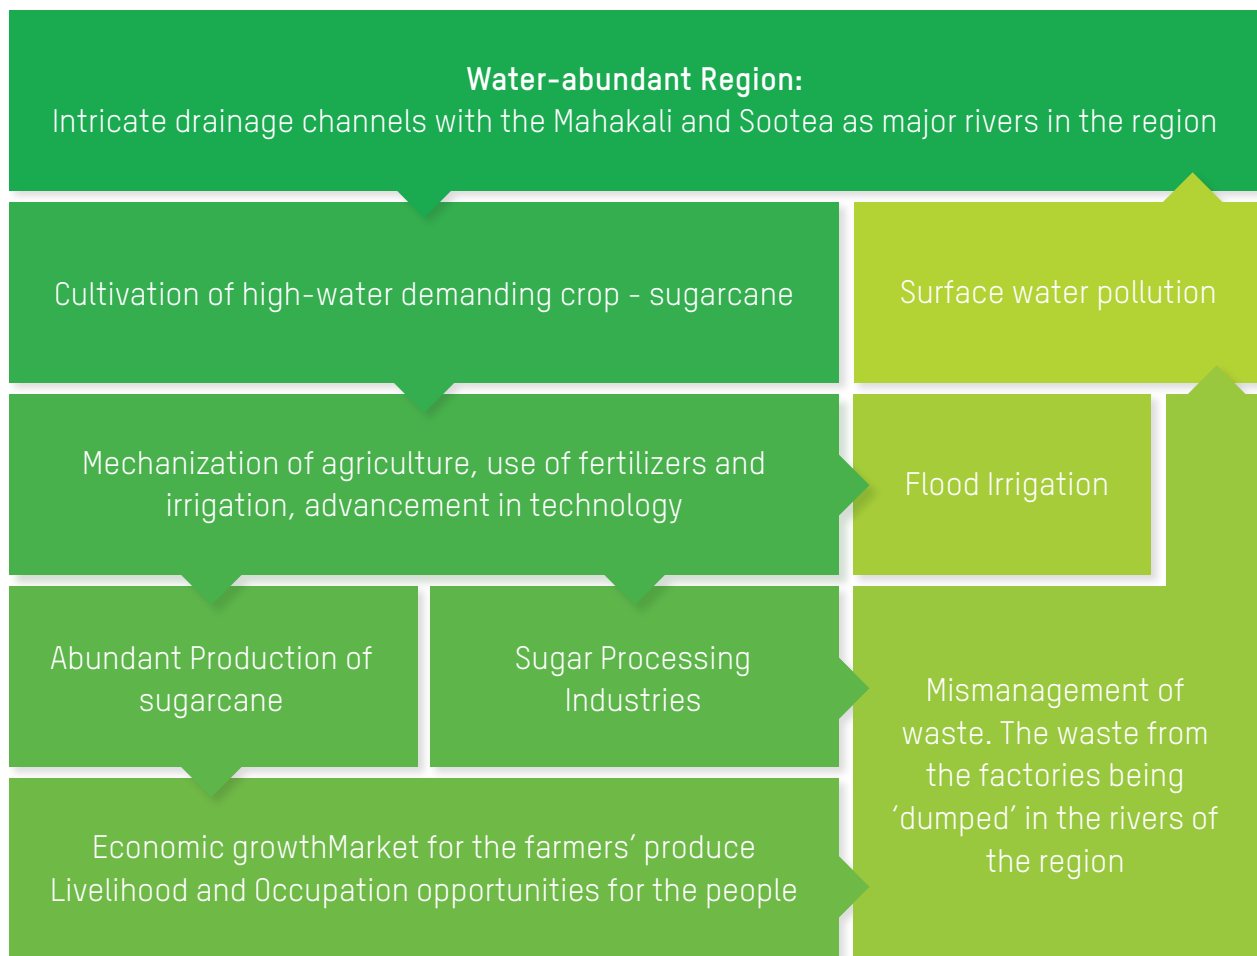 Water-abundant Region:
Intricate drainage channels with the Mahakali and Sootea as major rivers in the region
Cultivation of high-water demanding crop - sugarcane
Surface water pollution
Mechanization of agriculture, use of fertilizers and
irrigation, advancement in technology
Flood Irrigation
Abundant Production of
sugarcane
Sugar Processing
Industries
Mismanagement of
waste. The waste from
the factories being
‘dumped’ in the rivers of
the region
Economic growthMarket for the farmers’ produce
Livelihood and Occupation opportunities for the people